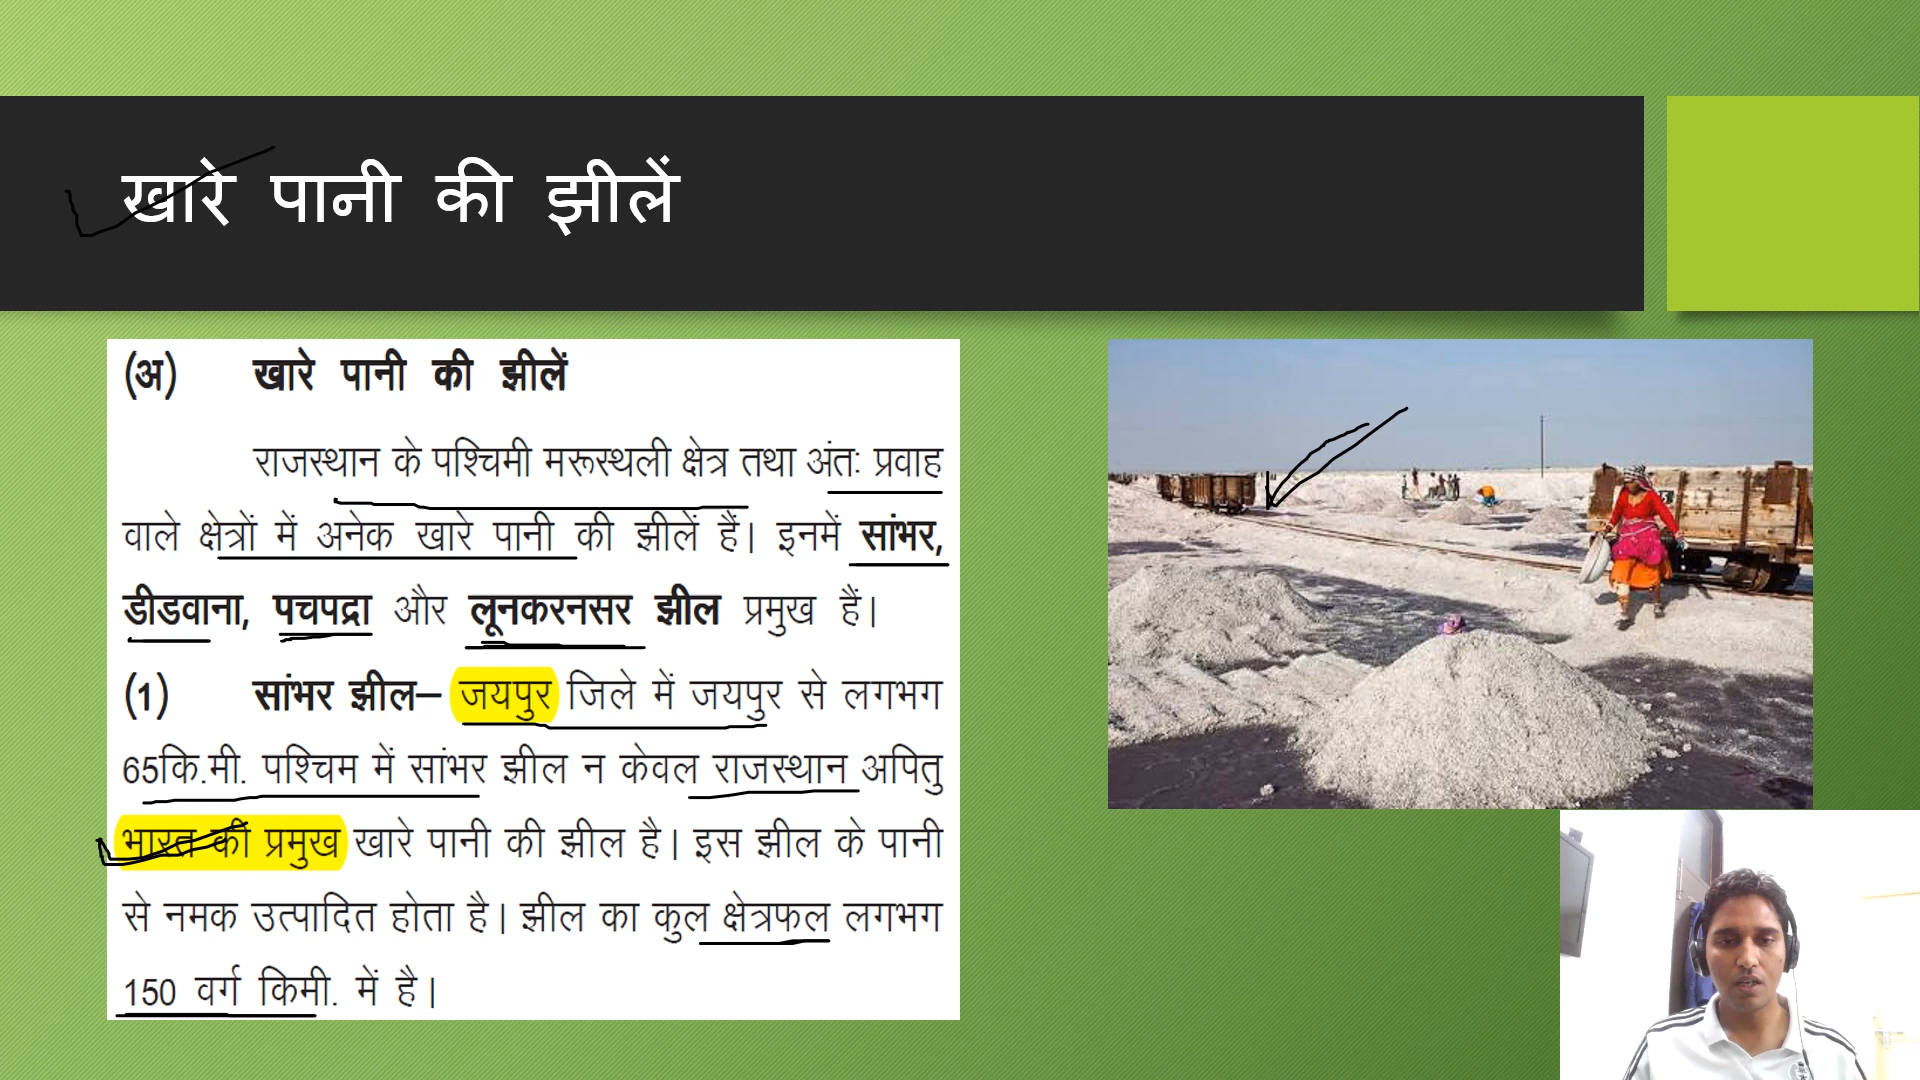 खारे पानी की झीलें
(अ) खारे पानी की झीलें
राजस्थान के पश्चिमी मरूस्थली क्षेत्र तथा अंतः प्रवाह
वाले क्षेत्रों में अनेक खारे पानी की झीलें हैं। इनमें सांभर,
डीडवाना, पचपद्रा और लूनकरनसर झील प्रमुख हैं।
(1) सांभर झील– जयपुर जिले में जयपुर से लगभग
65कि.मी. पश्चिम में सांभर झील न केवल राजस्थान अपितु
भारत की प्रमुख खारे पानी की झील है। इस झील के पानी
से नमक उत्पादित होता है। झील का कुल क्षेत्रफल लगभग
150 वर्ग किमी. में है।